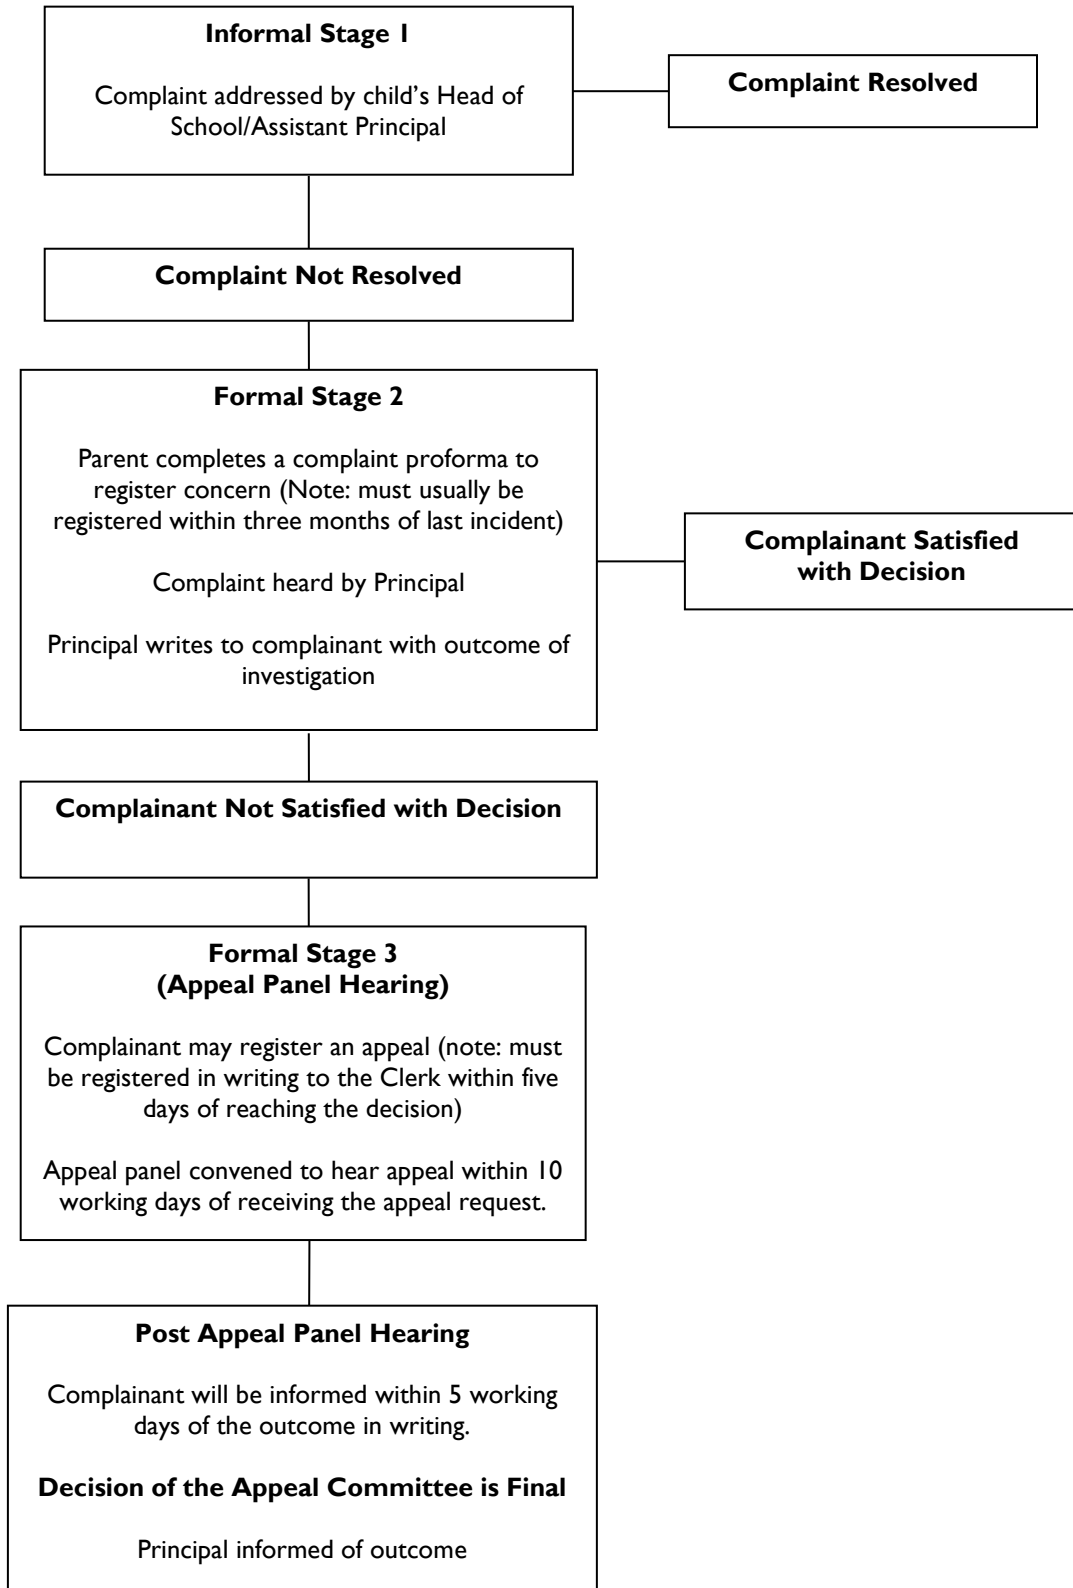 Informal Stage 1
Complaint addressed by child's Head of
School/Assistant Principal
Complaint Resolved
Complaint Not Resolved
Formal Stage 2
Parent completes a complaint proforma to
register concern (Note: must usually be
registered within three months of last incident)
Complaint heard by Principal
Principal writes to complainant with outcome of
investigation
Complainant Satisfied
with Decision
Complainant Not Satisfied with Decision
Formal Stage 3
(Appeal Panel Hearing)
Complainant may register an appeal (note: must
be registered in writing to the Clerk within five
days of reaching the decision)
Appeal panel convened to hear appeal within 10
working days of receiving the appeal request.
Post Appeal Panel Hearing
Complainant will be informed within 5 working
days of the outcome in writing.
Decision of the Appeal Committee is Final
Principal informed of outcome